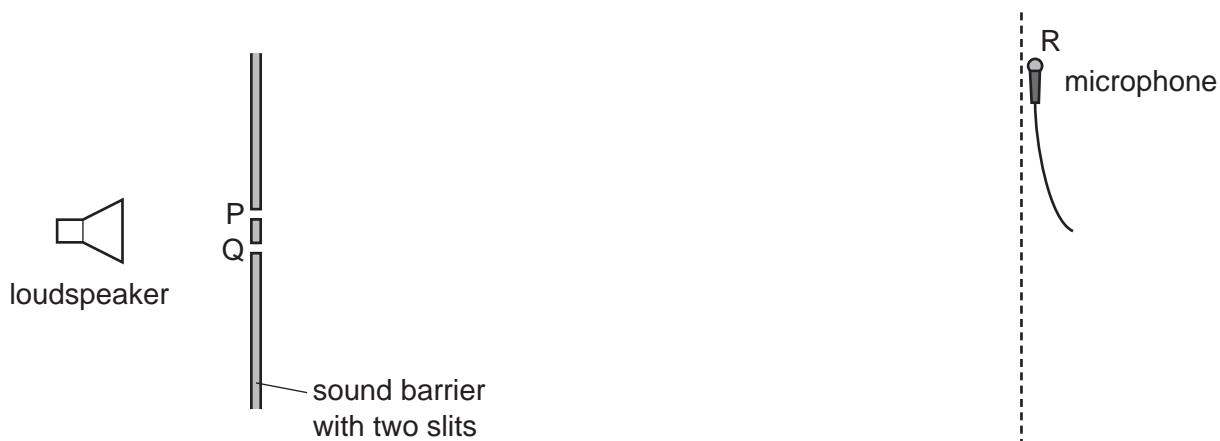 R
microphone
P
Q
loudspeaker
sound barrier
with two slits